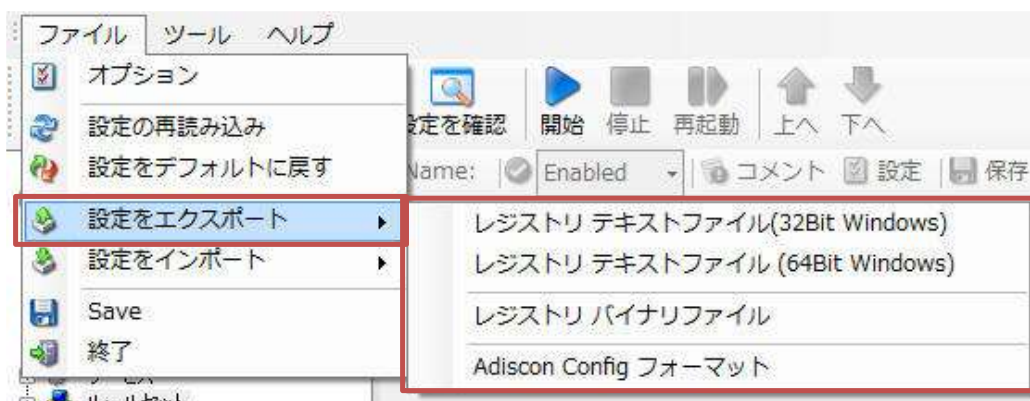 ファイル ツール ヘルプ
オプション
設定の再読み込み
設定をデフォルトに戻す
設定をエクスポート
設定をインポート
Save
終了
設定を確認 開始 停止 再起動 上へ 下へ
Name: Enabled コメント 設定 保存
レジストリ テキストファイル(32Bit Windows)
レジストリ テキストファイル (64Bit Windows)
レジストリ バイナリファイル
Adiscon Config フォーマット